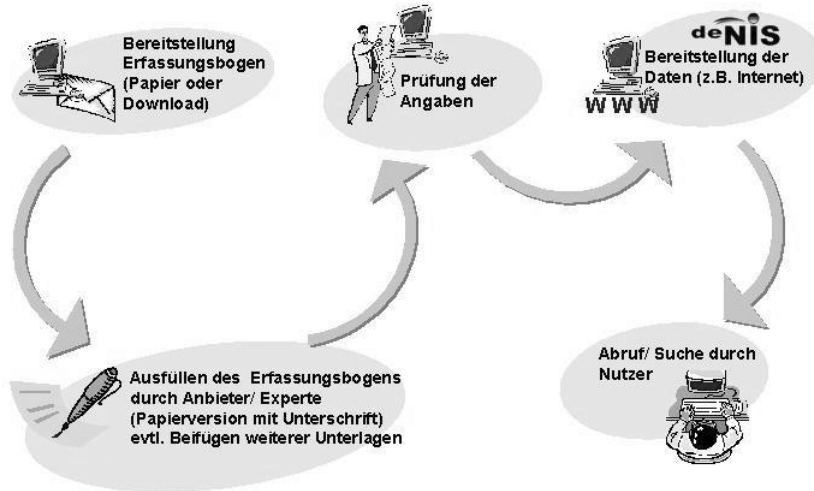 Bereitstellung
Erfassungsbogen
(Papier oder
Download)
Prüfung der
Angaben
deNIS
Bereitstellung der
Daten (z.B. Internet)
WWW
Ausfüllen des Erfassungsbogens
durch Anbieter/ Experte
(Papierversion mit Unterschrift)
evtl. Beifügen weiterer Unterlagen
Abruf/ Suche durch
Nutzer